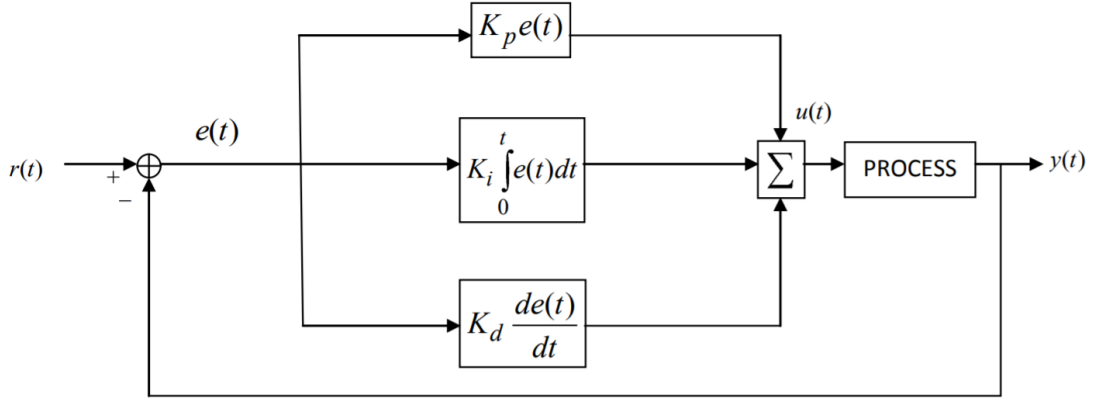 K_p e(t)
u(t)
e(t)
r(t)
+
−
K_i ∫_0^t e(t)dt
Σ
PROCESS
y(t)
K_d de(t)/dt